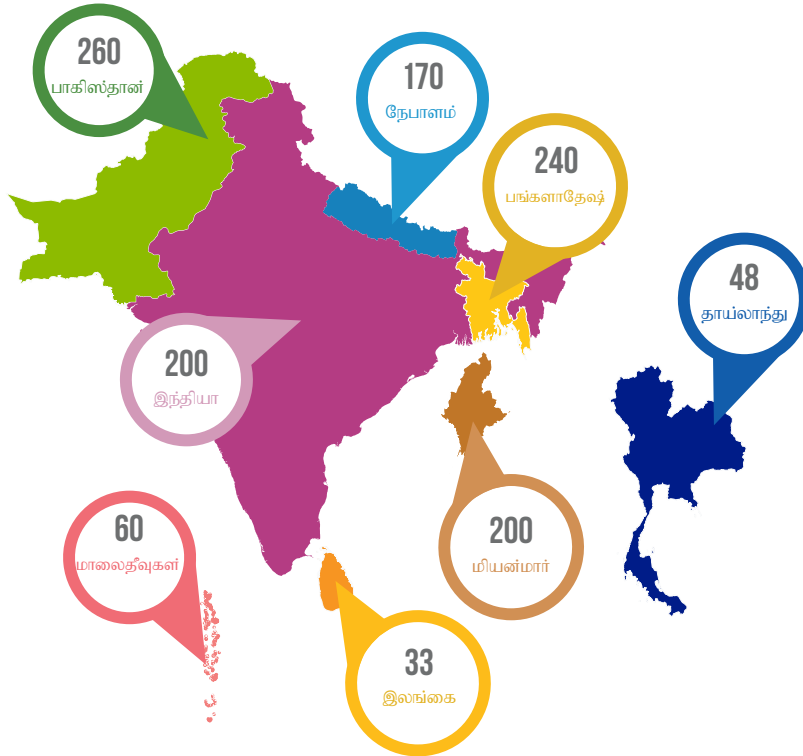 260
பாகிஸ்தான்
170
நேபாளம்
240
பங்களாதேஷ்
48
தாய்லாந்து
200
இந்தியா
60
மாலைதீவுகள்
200
மியன்மார்
33
இலங்கை